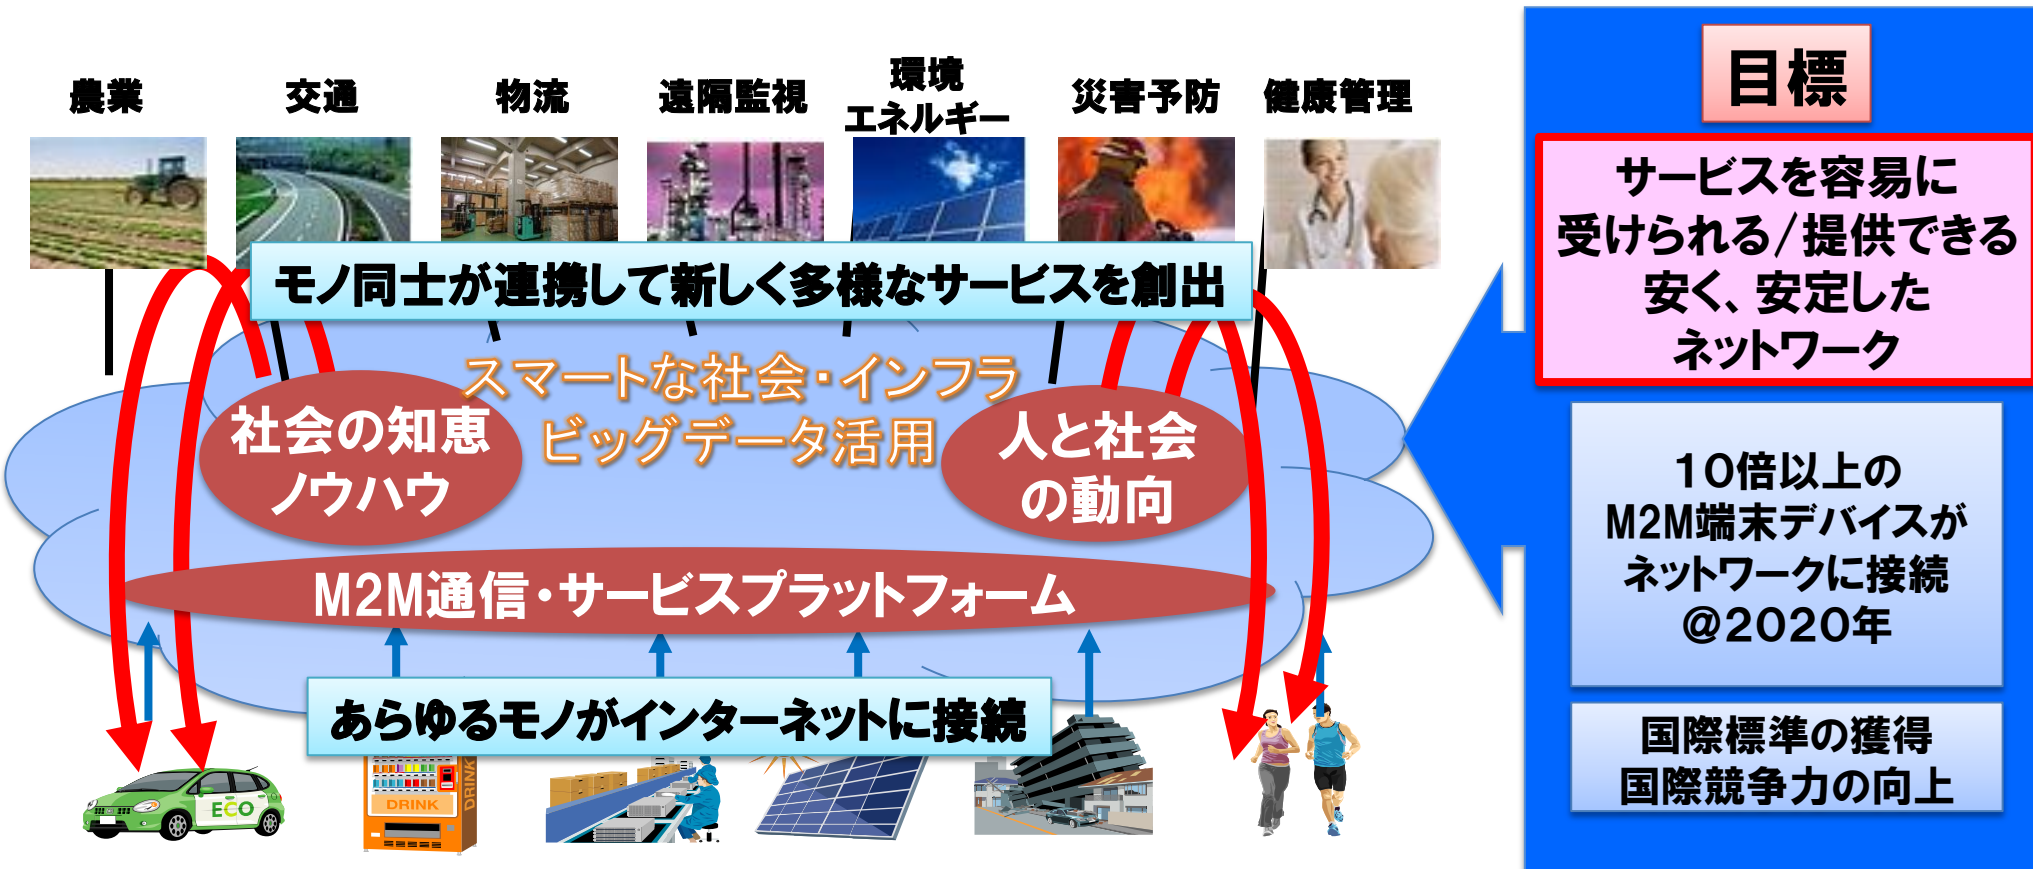 農業
交通
物流
遠隔監視
環境
エネルギー
災害予防
健康管理
モノ同士が連携して新しく多様なサービスを創出
スマートな社会・インフラ
ビッグデータ活用
社会の知恵
ノウハウ
人と社会
の動向
M2M通信・サービスプラットフォーム
あらゆるモノがインターネットに接続
ECO
DRINK
DRINK
目標
サービスを容易に
受けられる/提供できる
安く、安定した
ネットワーク
10倍以上の
M2M端末デバイスが
ネットワークに接続
@2020年
国際標準の獲得
国際競争力の向上